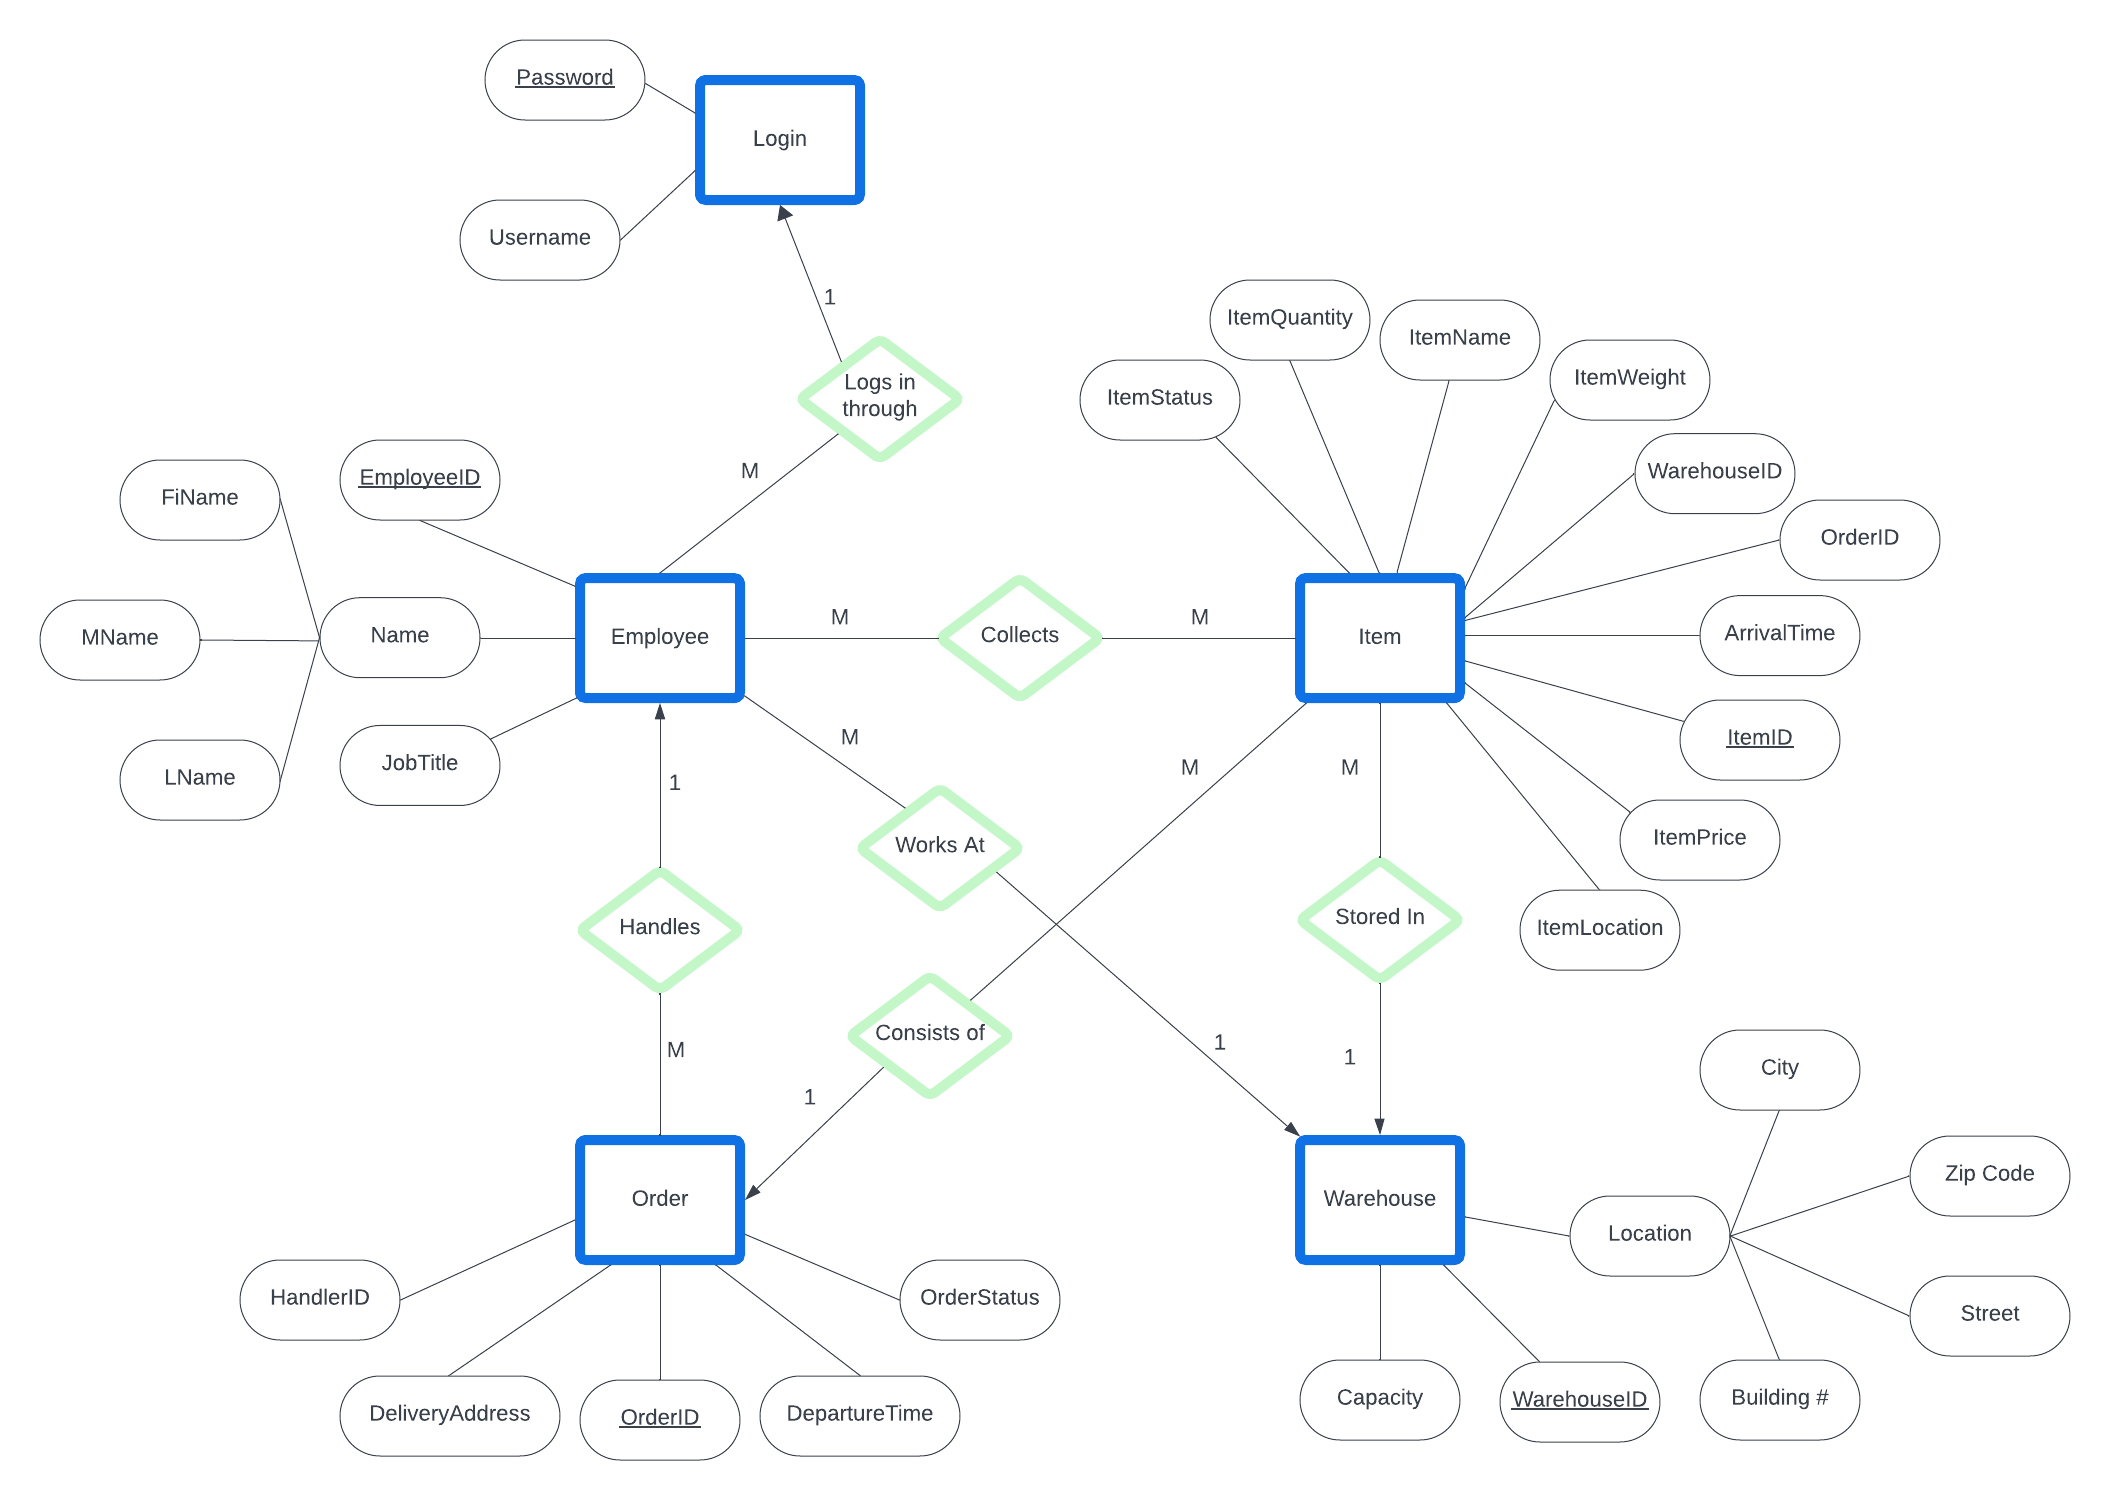 Password
Login
Username
1
ItemQuantity
ItemName
ItemStatus
ItemWeight
Logs in
through
M
WarehouseID
EmployeeID
FiName
OrderID
M
M
MName
Name
Employee
Collects
Item
ArrivalTime
M
M
M
ItemID
LName
JobTitle
1
Works At
ItemPrice
Handles
Stored In
ItemLocation
Consists of
M
1
1
City
1
Zip Code
Order
Warehouse
Location
HandlerID
OrderStatus
Street
DeliveryAddress
OrderID
DepartureTime
Capacity
WarehouseID
Building #